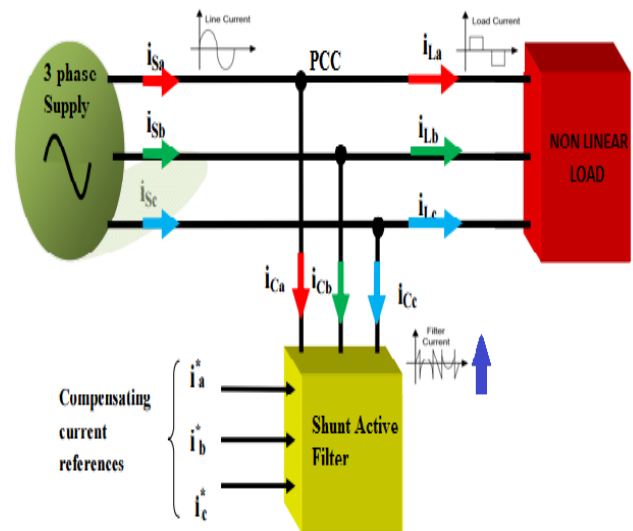 Line Current
Load Current
3 phase
Supply
iSa
PCC
iLa
iSb
iLb
NON LINEAR
LOAD
iSc
iLc
iCa
iCb
iCc
Filter
Current
Compensating
current
references
i*a
i*b
i*c
Shunt Active
Filter